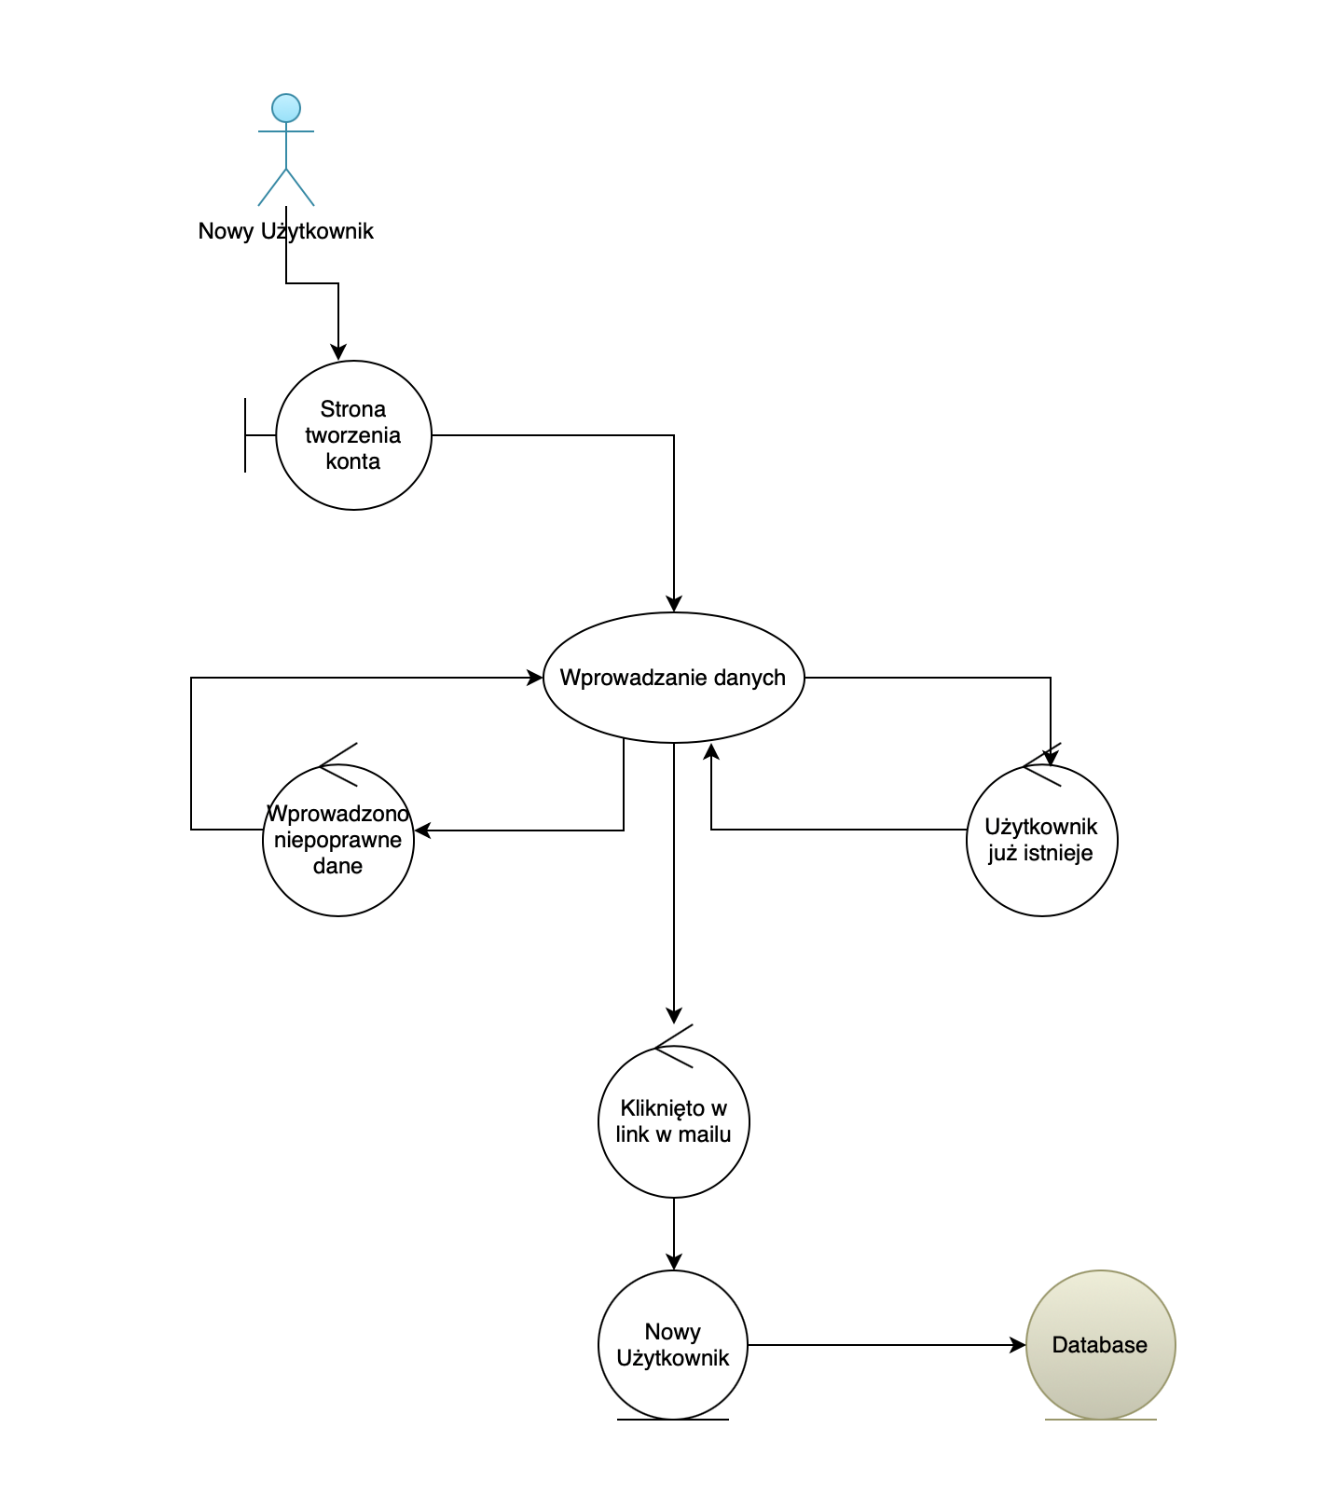 Nowy Użytkownik
Strona
tworzenia
konta
Wprowadzanie danych
Wprowadzono
niepoprawne
dane
Użytkownik
już istnieje
Kliknięto w
link w mailu
Nowy
Użytkownik
Database